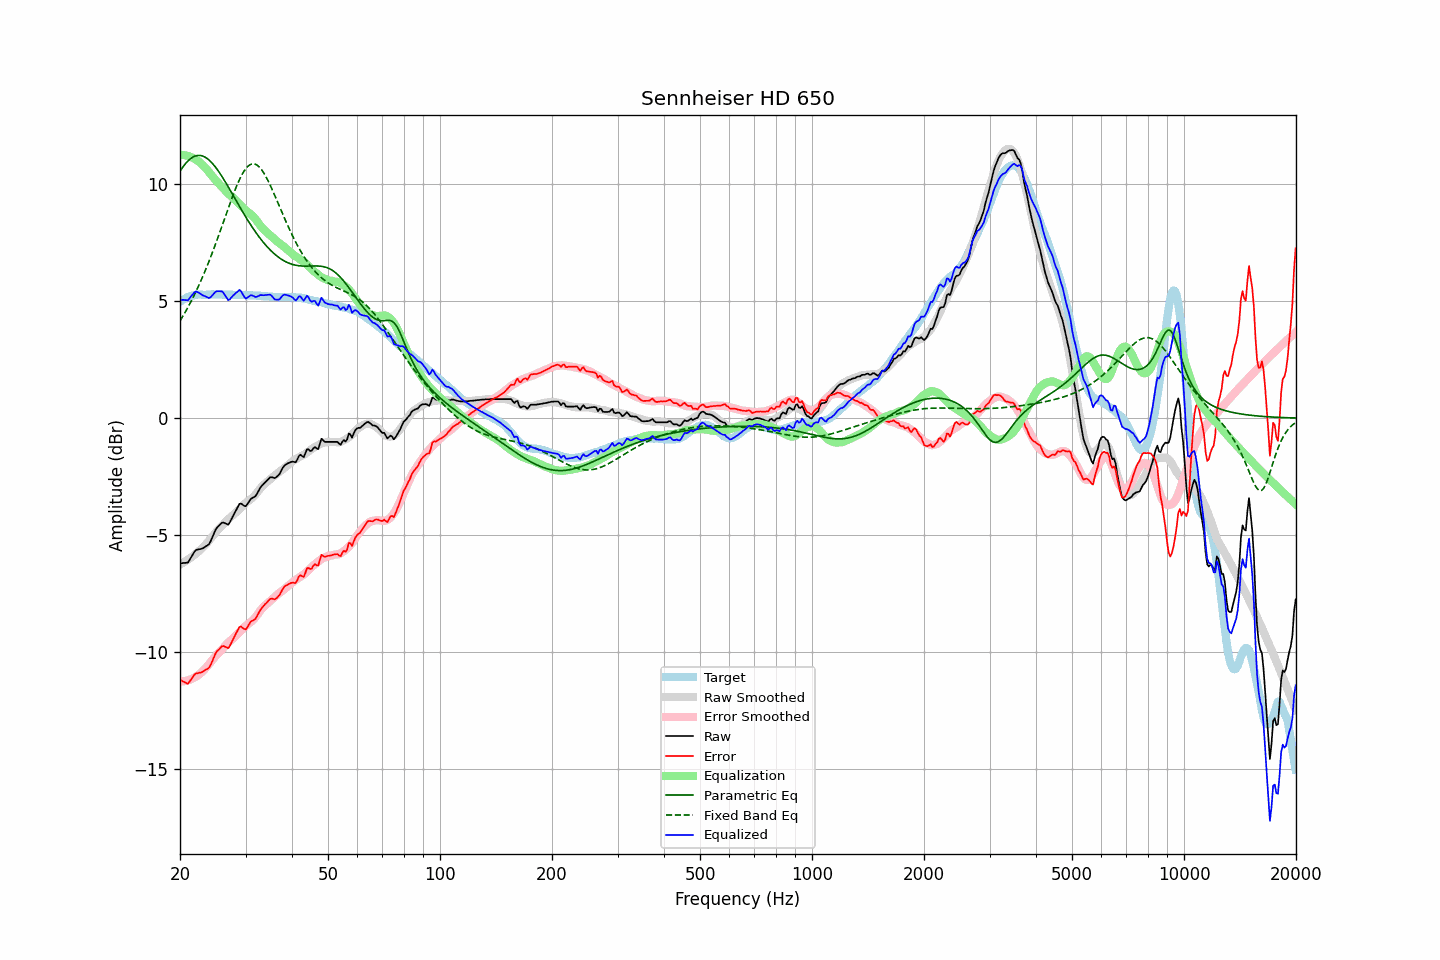 Sennheiser HD 650
Amplitude (dBr)
10
5
0
−5
−10
−15
Target
Raw Smoothed
Error Smoothed
Raw
Error
Equalization
Parametric Eq
Fixed Band Eq
Equalized
20 50 100 200 500 1000 2000 5000 10000 20000
Frequency (Hz)